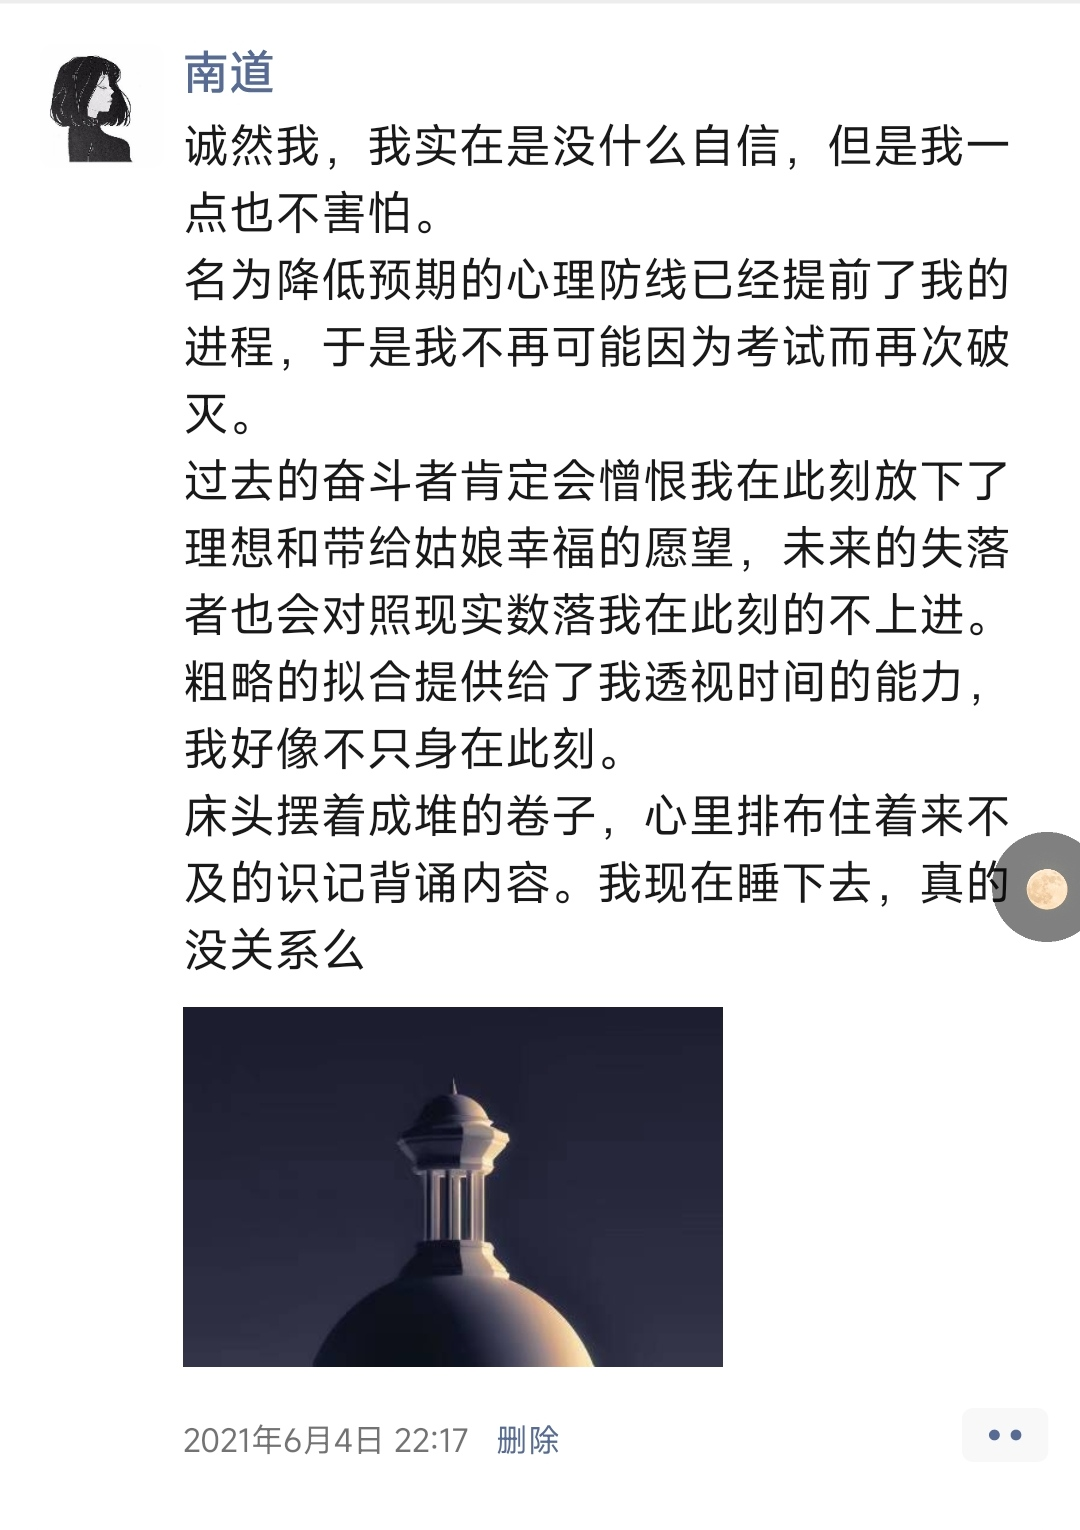 南道
诚然我，我实在是没什么自信，但是我一
点也不害怕。
名为降低预期的心理防线已经提前了我的
进程，于是我不再可能因为考试而再次破
灭。
过去的奋斗者肯定会憎恨我在此刻放下了
理想和带给姑娘幸福的愿望，未来的失落
者也会对照现实数落我在此刻的不上进。
粗略的拟合提供给了我透视时间的能力，
我好像不只身在此刻。
床头摆着成堆的卷子，心里排布住着来不
及的识记背诵内容。我现在睡下去，真的
没关系么
2021年6月4日 22:17 删除